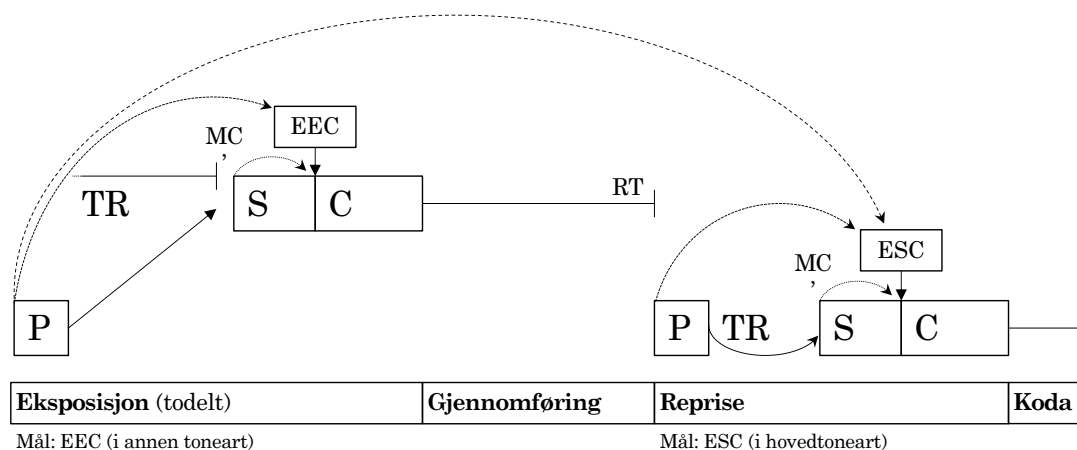 EEC
MC
,
TR
S C
RT
ESC
MC
,
P
P TR S C
Eksposisjon (todelt) Gjennomføring Reprise Koda
Mål: EEC (i annen toneart) Mål: ESC (i hovedtoneart)